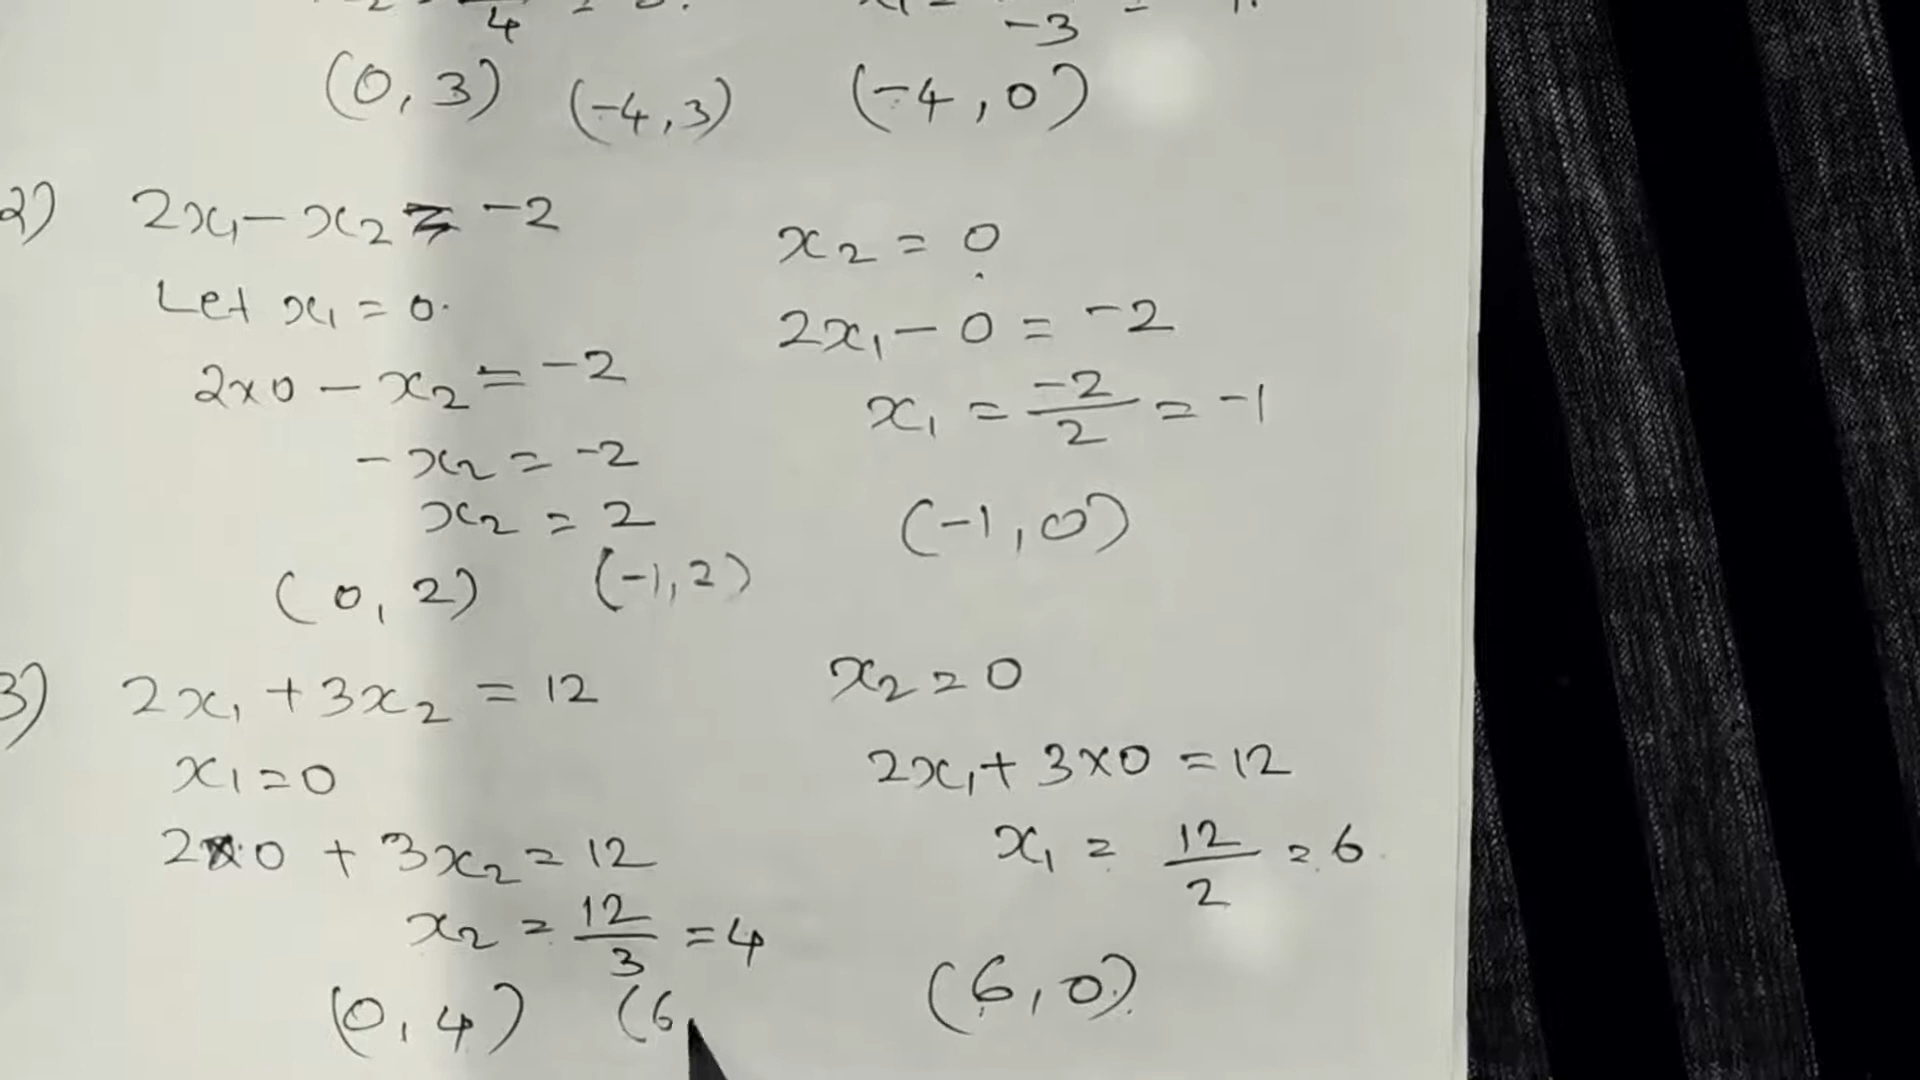 4
-3
(0, 3) (-4, 3) (-4, 0)
2) 2x₁ - x₂ = -2
Let x₁ = 0.
2×0 - x₂ = -2
-x₂ = -2
x₂ = 2
(0, 2) (-1, 2)
x₂ = 0
2x₁ - 0 = -2
x₁ = -2/2 = -1
(-1, 0)
3) 2x₁ + 3x₂ = 12
x₁ = 0
2×0 + 3x₂ = 12
x₂ = 12/3 = 4
(0, 4) (6,
x₂ = 0
2x₁ + 3×0 = 12
x₁ = 12/2 = 6
(6, 0)